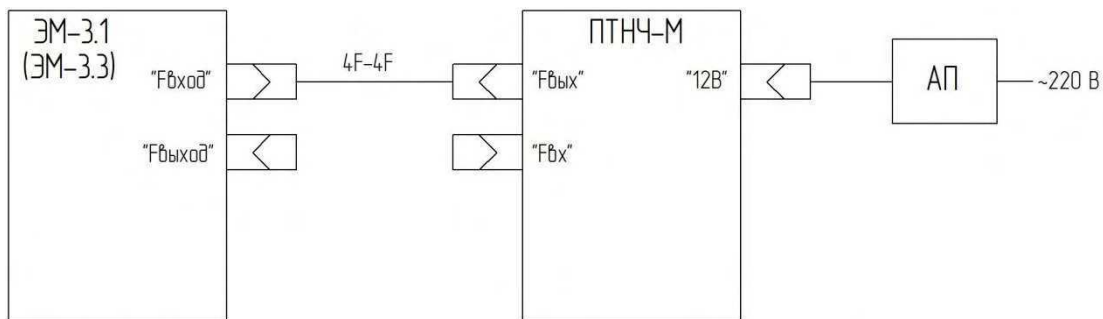 ЭМ-3.1
(ЭМ-3.3)
"Fвход"
"Fвыход"
4F-4F
ПТНЧ-М
"Fвых"
"12В"
"Fвх"
АП
~220 В